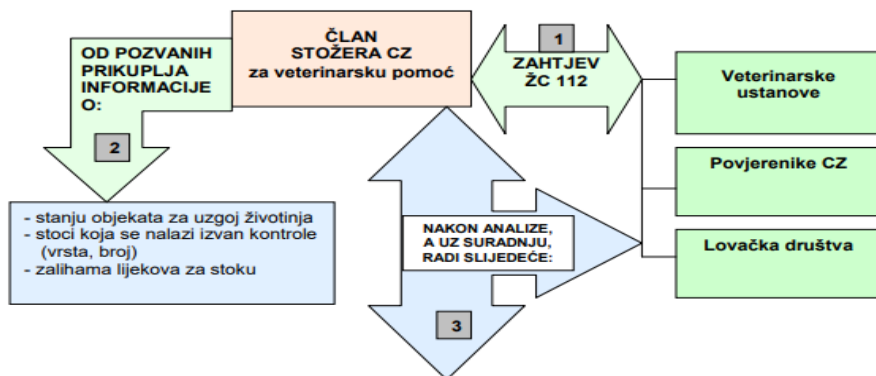 ČLAN
STOŽERA CZ
za veterinarsku pomoć
OD POZVANIH
PRIKUPLJA
INFORMACIJE
O:
2
1
ZAHTJEV
ŽC 112
Veterinarske
ustanove
Povjerenike CZ
Lovačka društva
- stanju objekata za uzgoj životinja
- stoci koja se nalazi izvan kontrole
(vrsta, broj)
- zalihama lijekova za stoku
NAKON ANALIZE,
A UZ SURADNJU,
RADI SLIJEDEĆE:
3